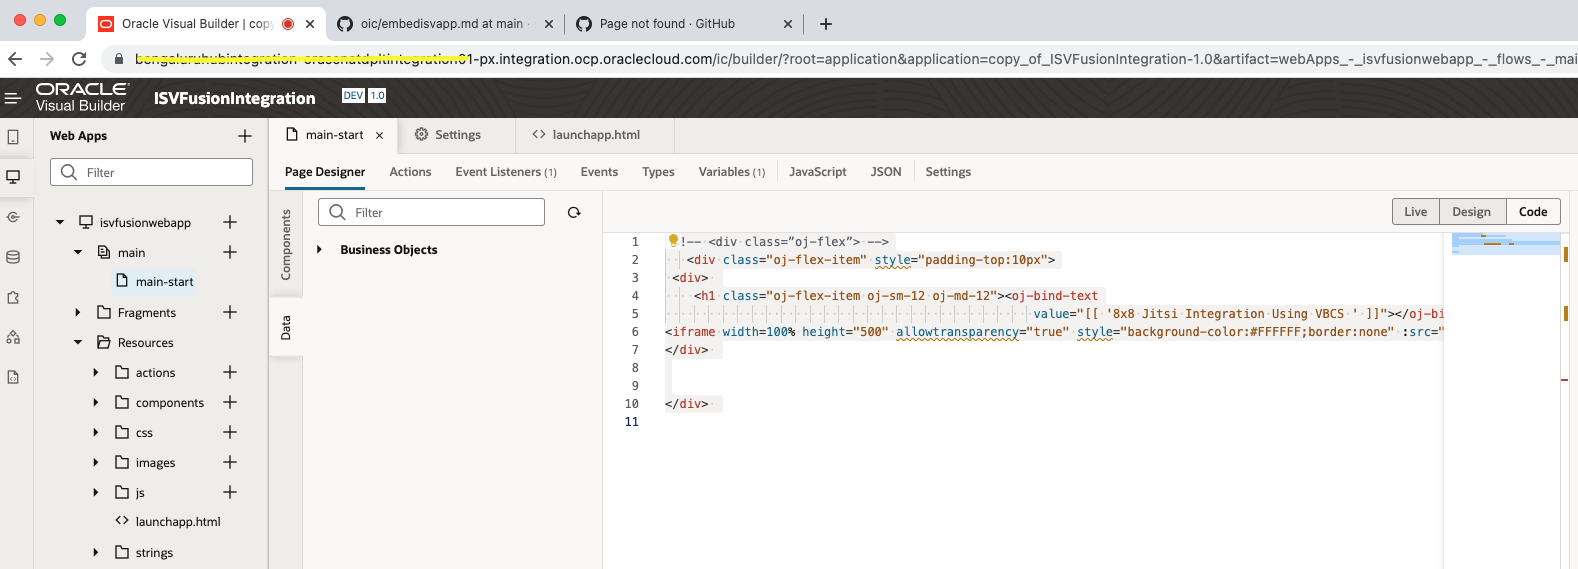 Oracle Visual Builder | copy
oic/embedisvapp.md at main ·
Page not found · GitHub
1-px.integration.ocp.oraclecloud.com/ic/builder/?root=application&application=copy_of_ISVFusionIntegration-1.0&artifact=webApps_-_isvfusionwebapp_-_flows_-_mai
ORACLE
Visual Builder
ISVFusionIntegration
DEV 1.0
Web Apps
main-start
Settings
<> launchapp.html
Filter
Page Designer
Actions
Event Listeners (1)
Events
Types
Variables (1)
JavaScript
JSON
Settings
isvfusionwebapp
main
main-start
Fragments
Resources
actions
components
css
images
js
<> launchapp.html
strings
Components
Data
Filter
Business Objects
Live
Design
Code
1 !-- <div class="oj-flex"> -->
2 <div class="oj-flex-item" style="padding-top:10px">
3 <div>
4 <h1 class="oj-flex-item oj-sm-12 oj-md-12"><oj-bind-text
5 value="[[ '8x8 Jitsi Integration Using VBCS ' ]]"></oj-bi
6 <iframe width=100% height="500" allowtransparency="true" style="background-color:#FFFFFF;border:none" :src="
7 </div>
8
9
10 </div>
11